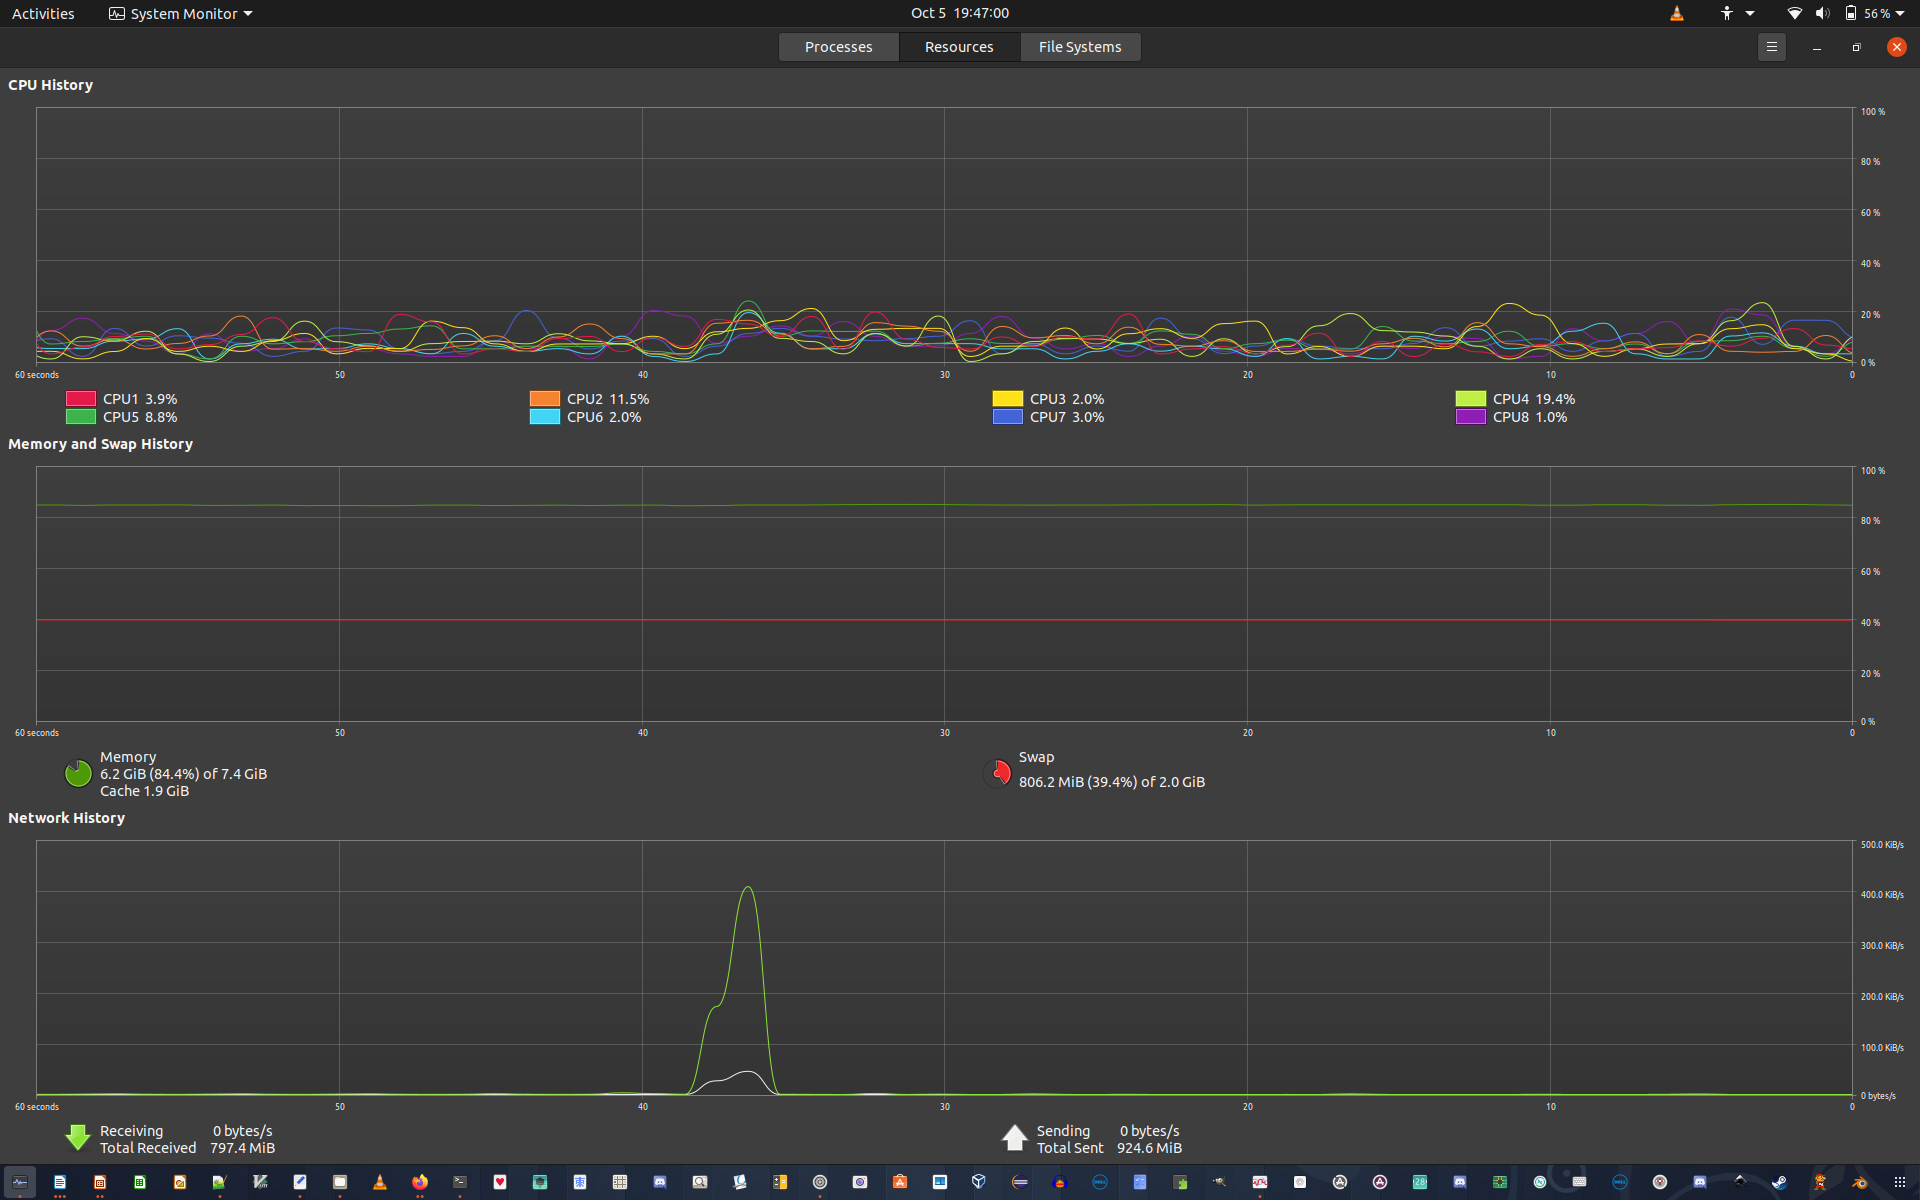 Activities System Monitor Oct 5 19:47:00 56 %
Processes Resources File Systems
CPU History
100 %
80 %
60 %
40 %
20 %
0 %
60 seconds 50 40 30 20 10 0
CPU1 3.9% CPU2 11.5% CPU3 2.0% CPU4 19.4%
CPU5 8.8% CPU6 2.0% CPU7 3.0% CPU8 1.0%
Memory and Swap History
100 %
80 %
60 %
40 %
20 %
0 %
60 seconds 50 40 30 20 10 0
Memory
6.2 GiB (84.4%) of 7.4 GiB
Cache 1.9 GiB
Swap
806.2 MiB (39.4%) of 2.0 GiB
Network History
500.0 KiB/s
400.0 KiB/s
300.0 KiB/s
200.0 KiB/s
100.0 KiB/s
0 bytes/s
60 seconds 50 40 30 20 10 0
Receiving 0 bytes/s
Total Received 797.4 MiB
Sending 0 bytes/s
Total Sent 924.6 MiB